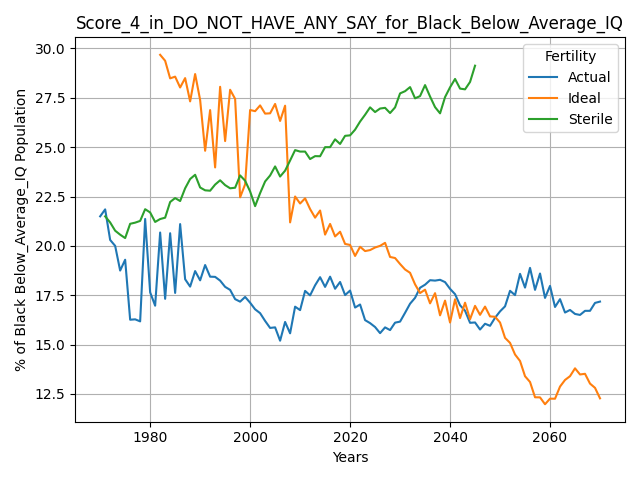 Score_4_in_DO_NOT_HAVE_ANY_SAY_for_Black_Below_Average_IQ
% of Black Below_Average_IQ Population
30.0
27.5
25.0
22.5
20.0
17.5
15.0
12.5
Fertility
Actual
Ideal
Sterile
1980
2000
2020
2040
2060
Years